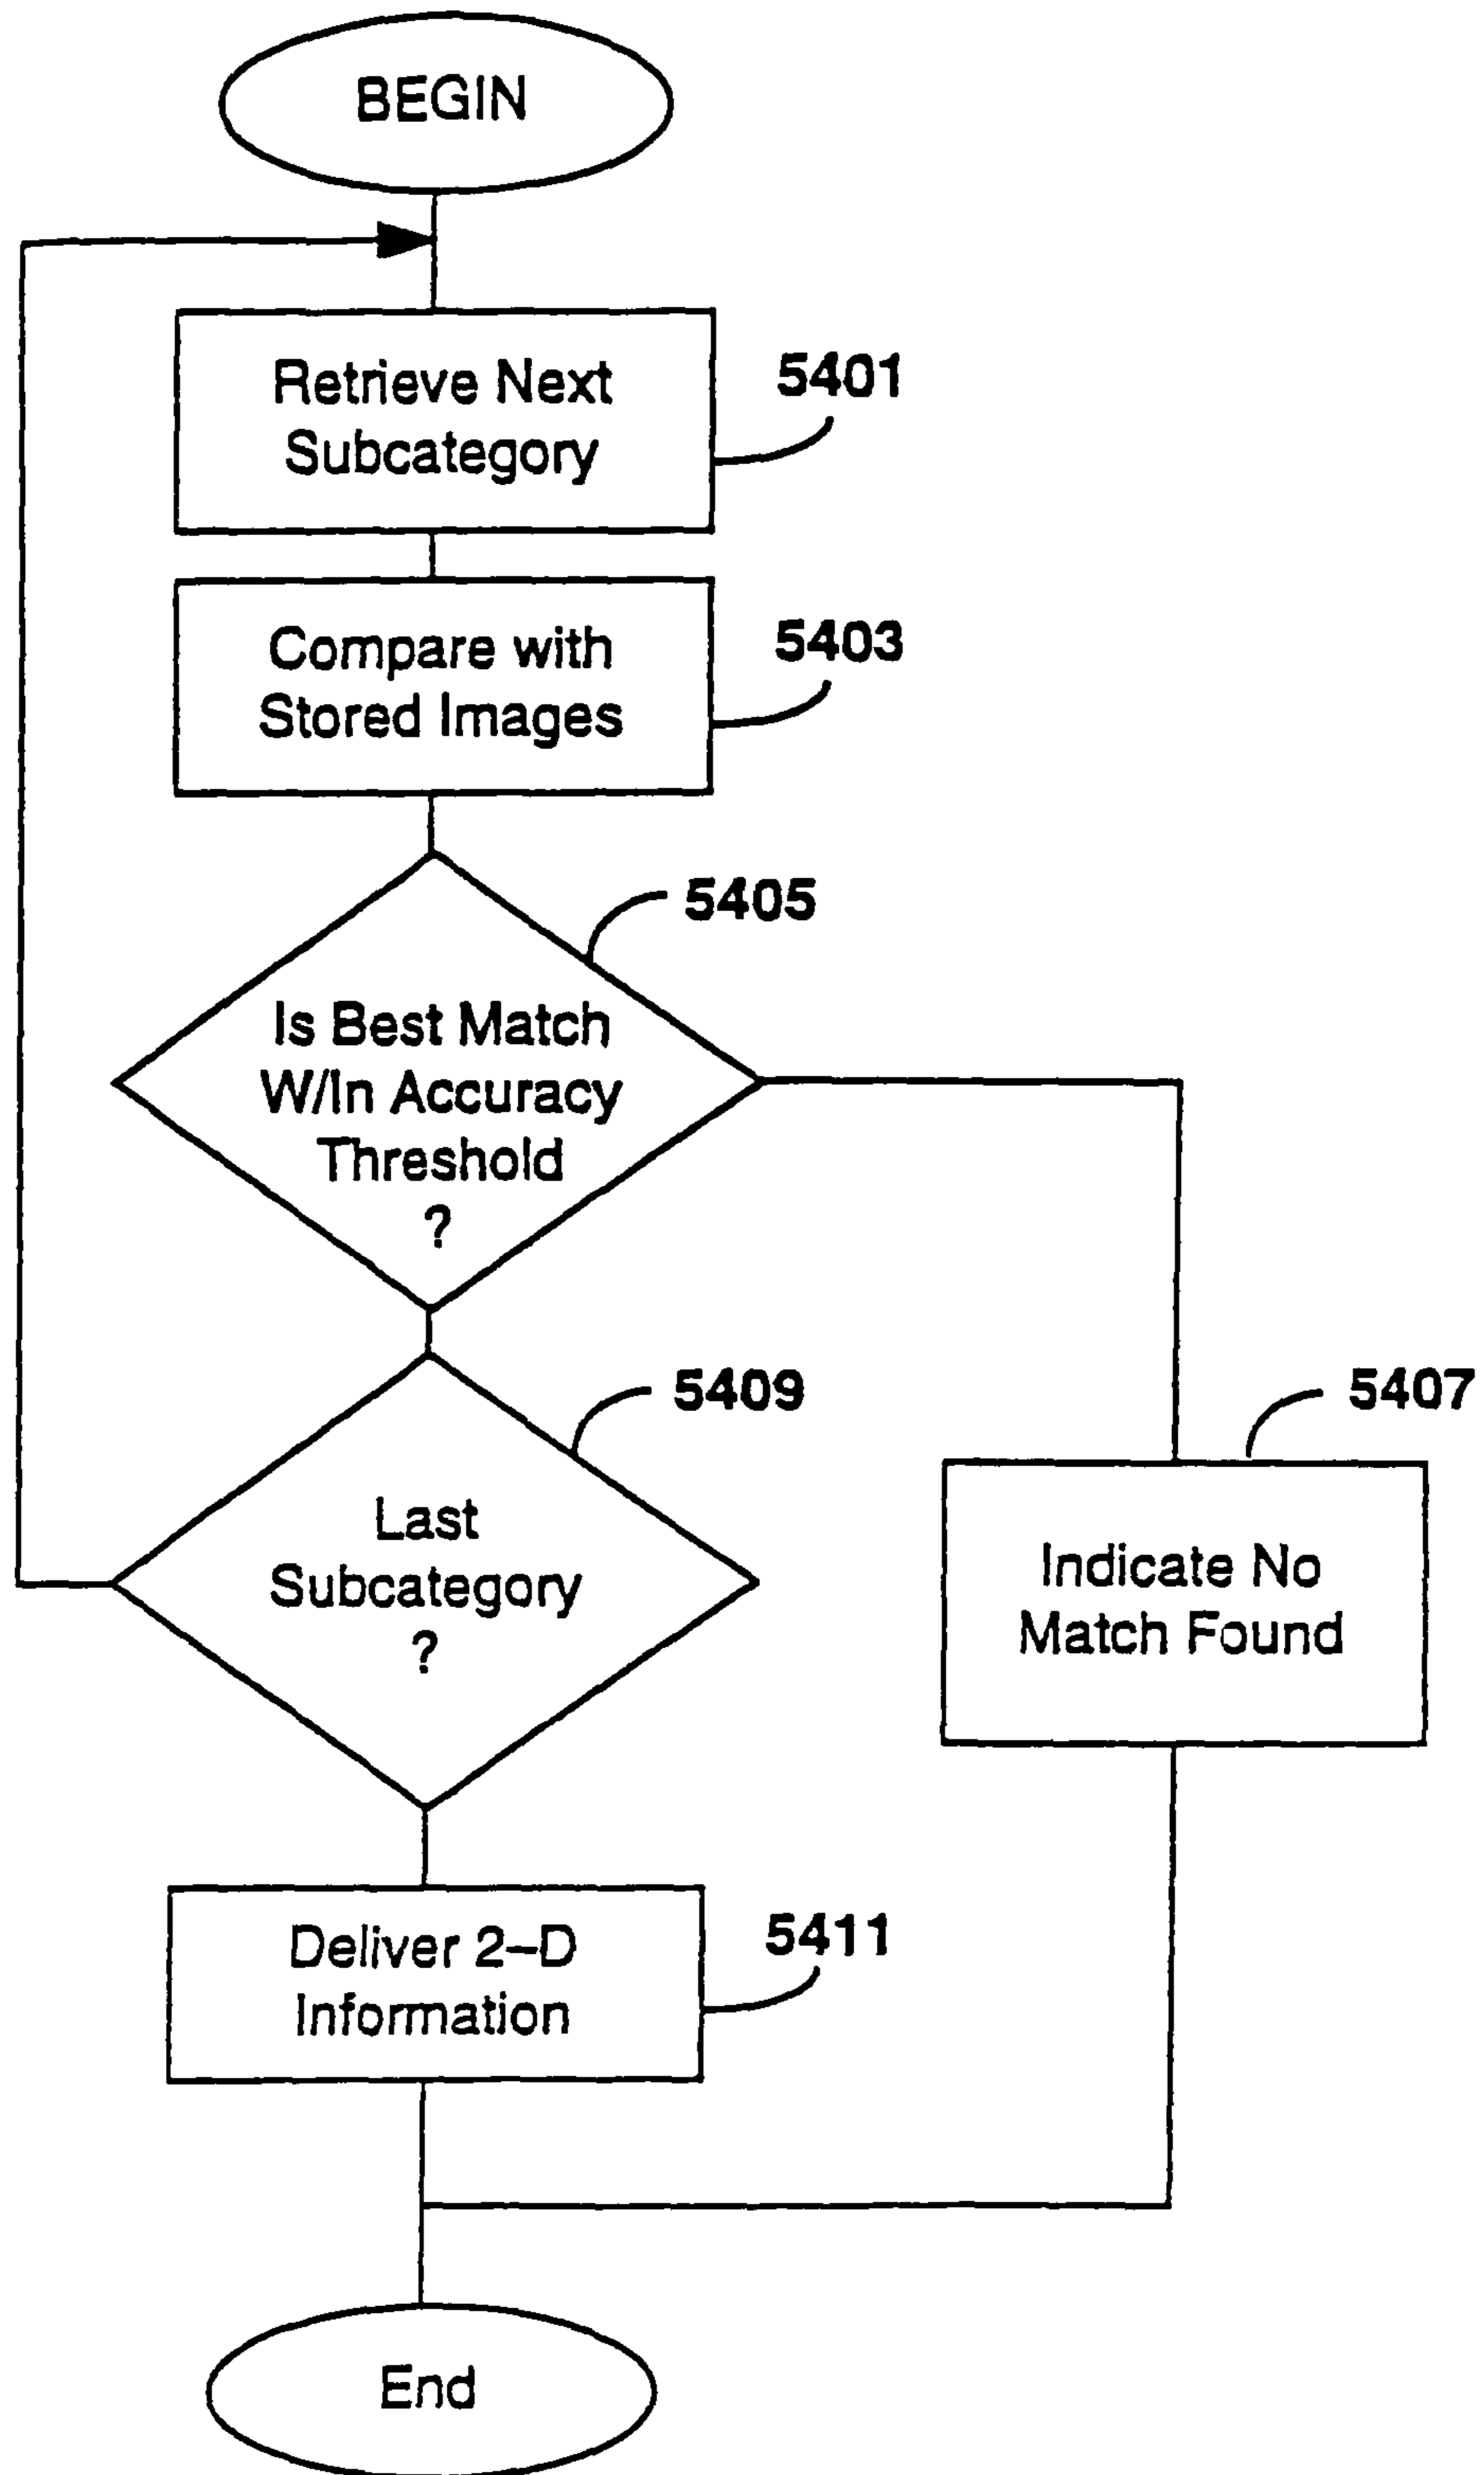 BEGIN
Retrieve Next
Subcategory
5401
Compare with
Stored Images
5403
5405
Is Best Match
W/In Accuracy
Threshold
?
5409
Last
Subcategory
?
5407
Indicate No
Match Found
Deliver 2-D
Information
5411
End